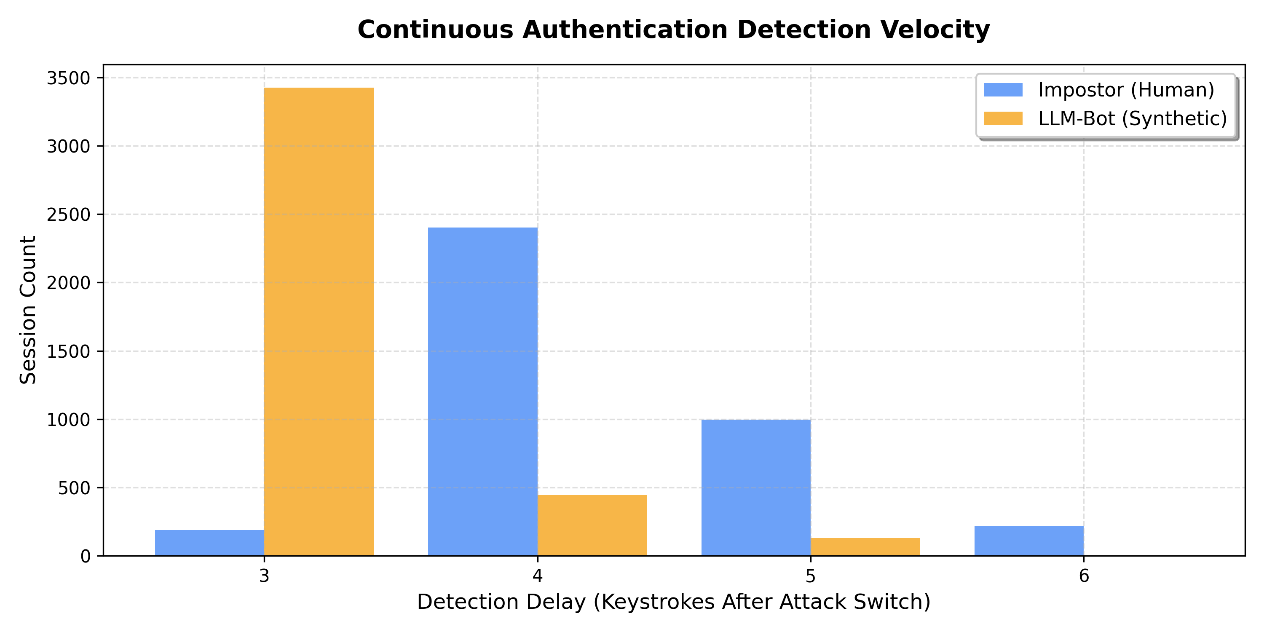 Continuous Authentication Detection Velocity
Impostor (Human)
LLM-Bot (Synthetic)
Session Count
3500
3000
2500
2000
1500
1000
500
0
3 4 5 6
Detection Delay (Keystrokes After Attack Switch)